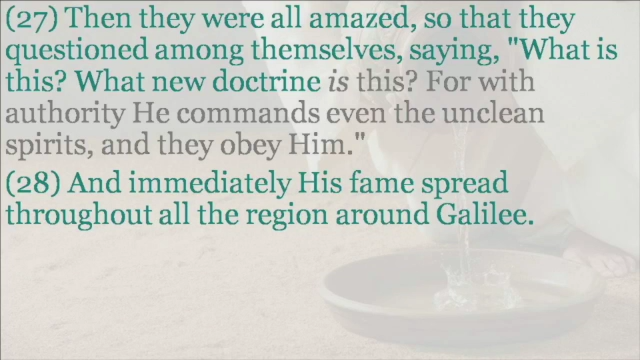 (27) Then they were all amazed, so that they
questioned among themselves, saying, "What is
this? What new doctrine is this? For with
authority He commands even the unclean
spirits, and they obey Him."
(28) And immediately His fame spread
throughout all the region around Galilee.